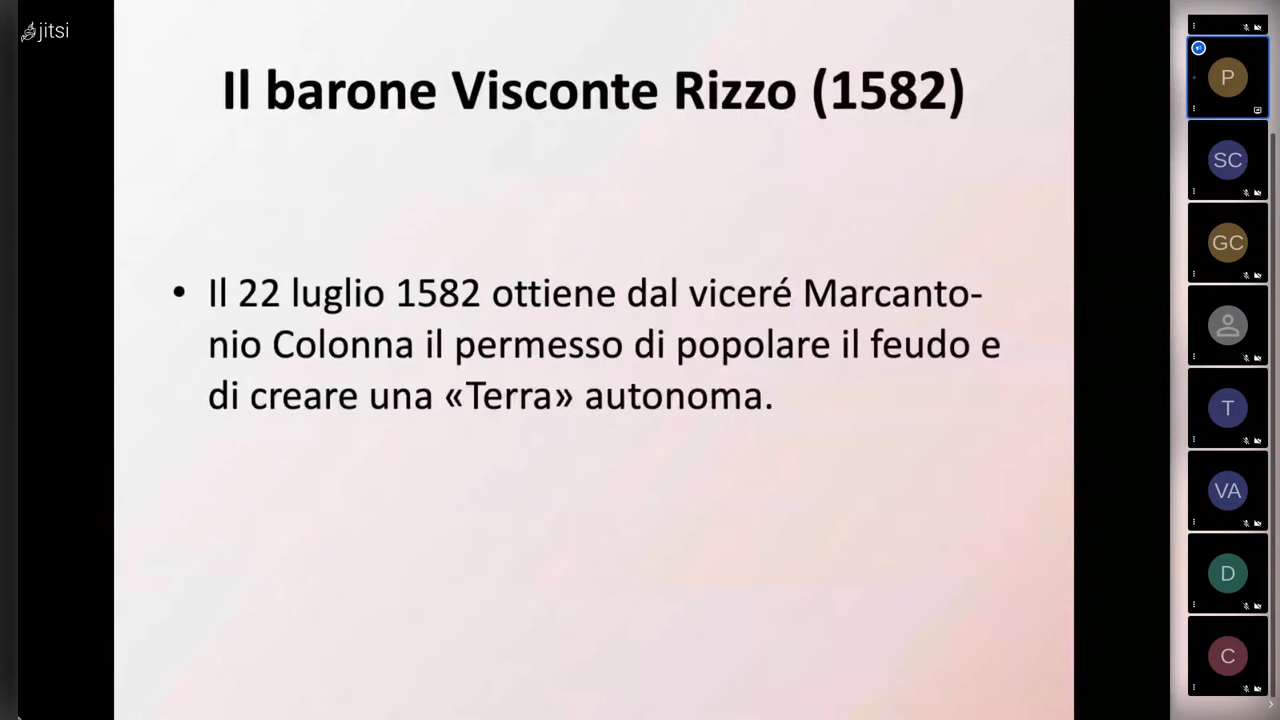 jitsi
Il barone Visconte Rizzo (1582)
• Il 22 luglio 1582 ottiene dal viceré Marcanto-
nio Colonna il permesso di popolare il feudo e
di creare una «Terra» autonoma.
P
SC
GC
T
VA
D
C